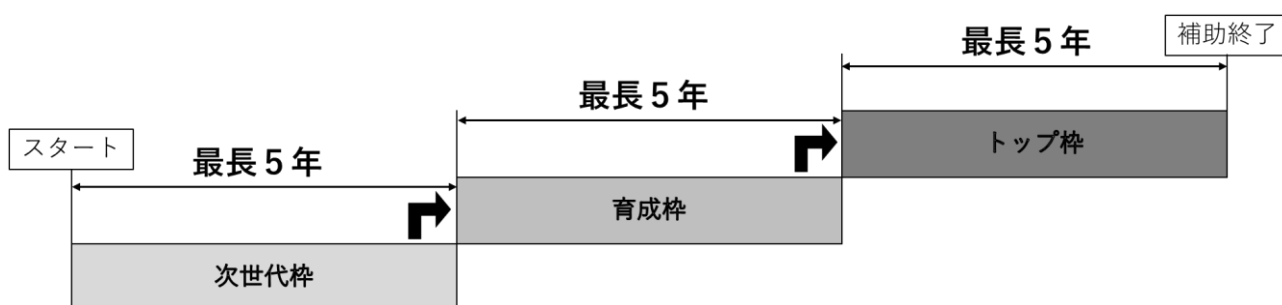 最長５年
補助終了
最長５年
トップ枠
スタート
最長５年
育成枠
次世代枠